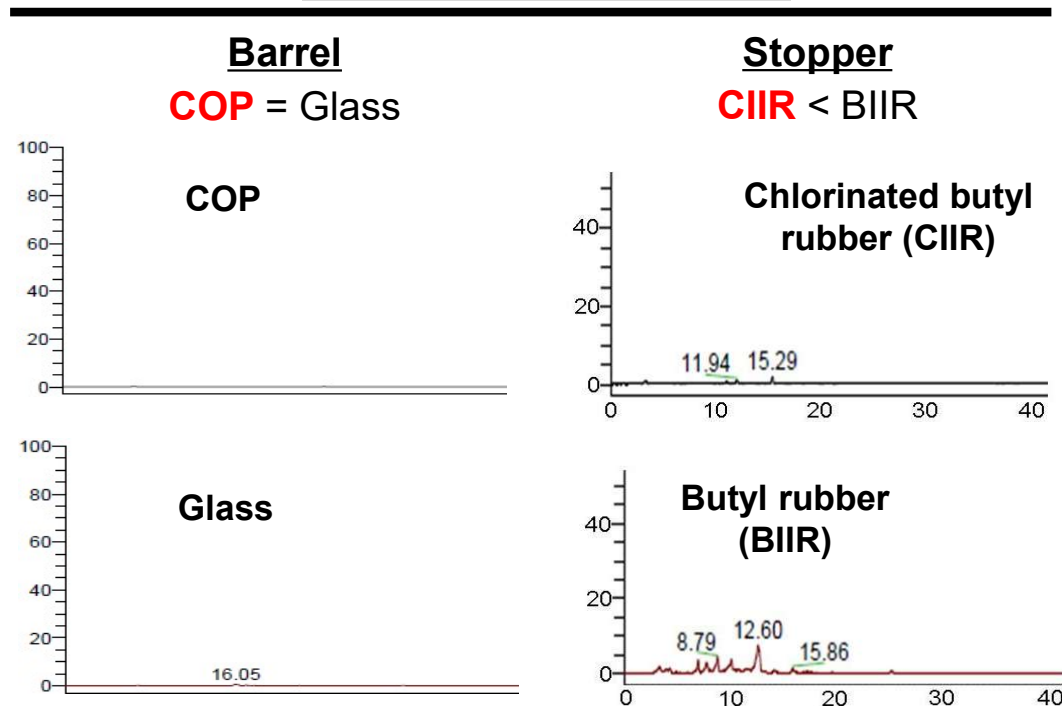 Barrel
COP = Glass
100
80
60
40
20
0
COP
100
80
60
40
20
0
Glass
16.05
Stopper
CIIR < BIIR
Chlorinated butyl
rubber (CIIR)
40
20
0
11.94 15.29
0 10 20 30 40
Butyl rubber
(BIIR)
40
20
0
8.79 12.60 15.86
0 10 20 30 40